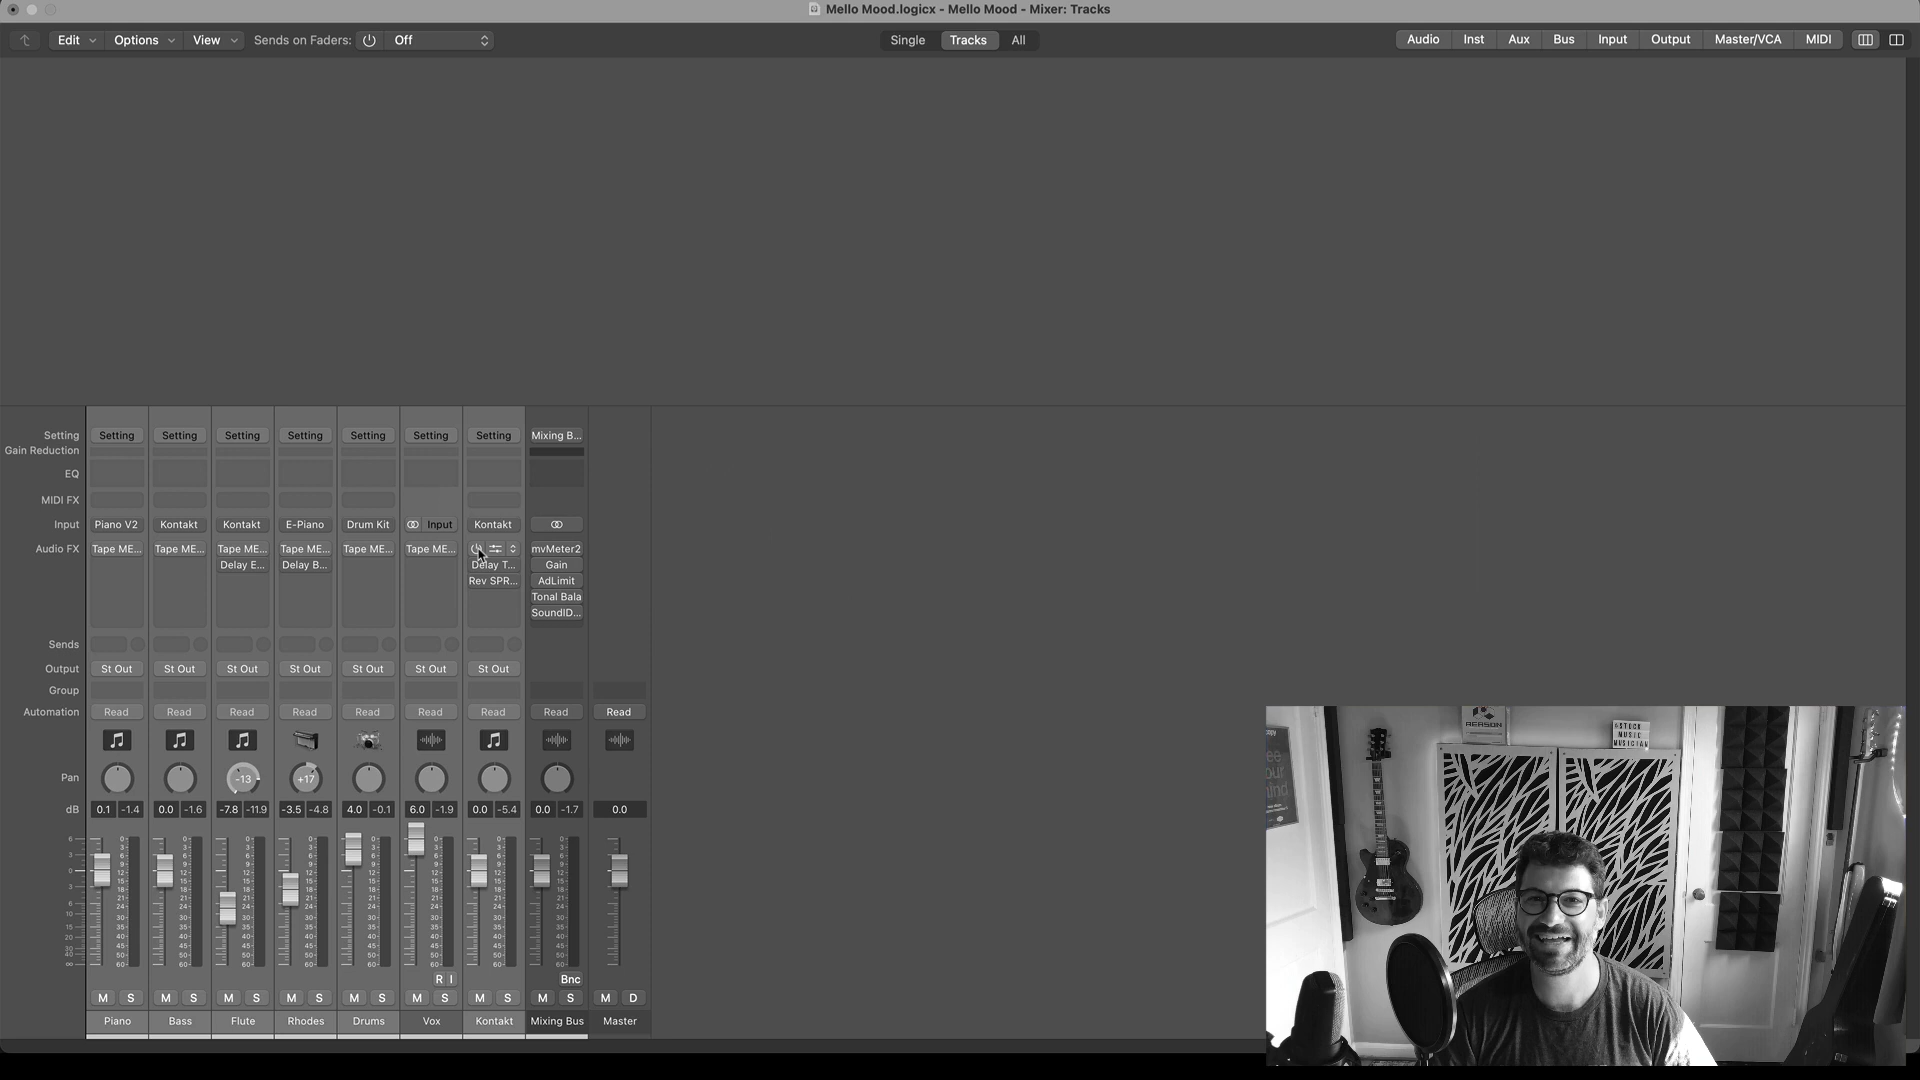 Mello Mood.logicx - Mello Mood - Mixer: Tracks
Edit Options View Sends on Faders: Off Single Tracks All Audio Inst Aux Bus Input Output Master/VCA MIDI
Setting Setting Setting Setting Setting Setting Setting Setting Mixing B...
Gain Reduction
EQ
MIDI FX
Input Piano V2 Kontakt Kontakt E-Piano Drum Kit Input Kontakt
Audio FX Tape ME... Tape ME... Tape ME... Tape ME... Tape ME... Tape ME... mvMeter2
Delay E... Delay B... Delay T... Gain
Rev SPR... AdLimit
Tonal Bala
SoundID...
Sends
Output St Out St Out St Out St Out St Out St Out St Out
Group
Automation Read Read Read Read Read Read Read Read Read
Pan -13 +17
dB 0.1 -1.4 0.0 -1.6 -7.8 -11.9 -3.5 -4.8 4.0 -0.1 6.0 -1.9 0.0 -5.4 0.0 -1.7 0.0
R I Bnc
M S M S M S M S M S M S M S M S M D
Piano Bass Flute Rhodes Drums Vox Kontakt Mixing Bus Master
REASON
STOCK
MUSIC
MUSICIAN